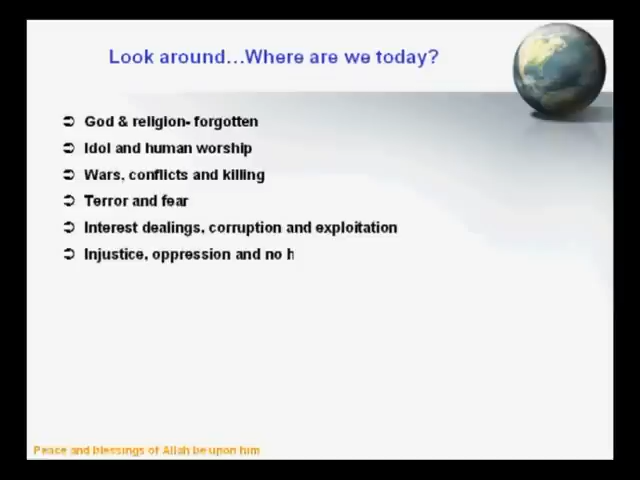 Look around...Where are we today?
God & religion- forgotten
Idol and human worship
Wars, conflicts and killing
Terror and fear
Interest dealings, corruption and exploitation
Injustice, oppression and no h
Peace and blessings of Allah be upon him